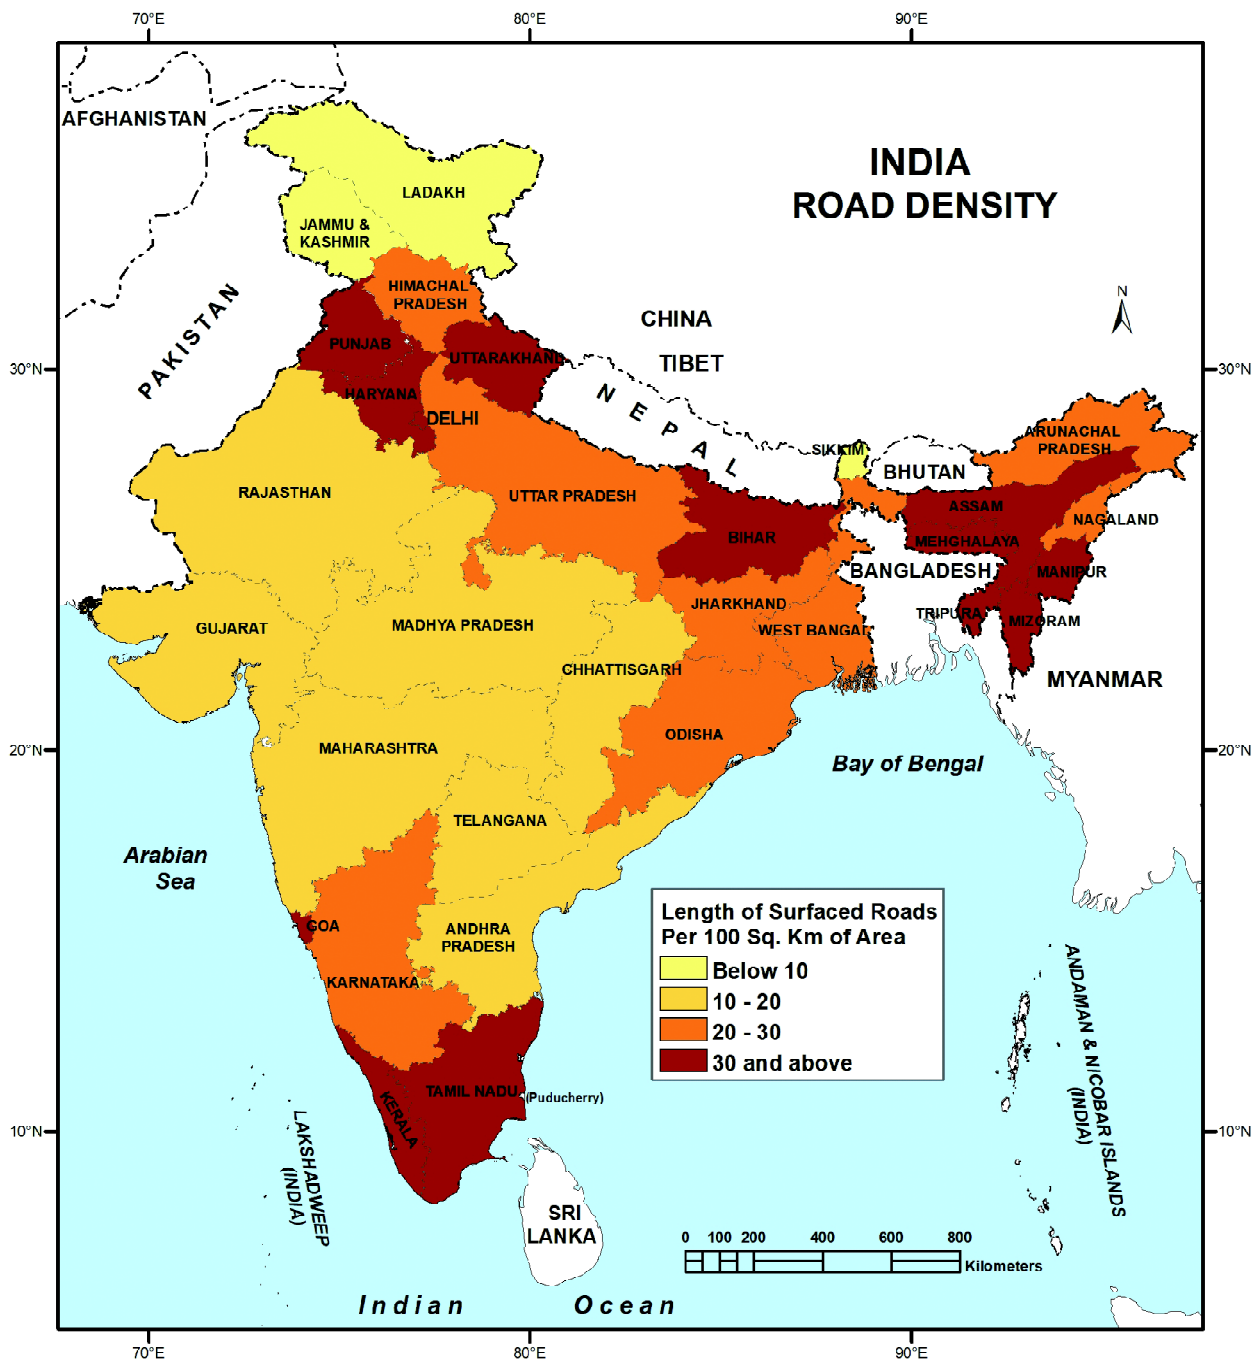 70°E
80°E
90°E
AFGHANISTAN
INDIA
ROAD DENSITY
LADAKH
JAMMU &
KASHMIR
HIMACHAL
PRADESH
N
PAKISTAN
CHINA
TIBET
PUNJAB
UTTARAKHAND
30°N
30°N
HARYANA
NEPAL
DELHI
SIKKIM
ARUNACHAL
PRADESH
BHUTAN
RAJASTHAN
UTTAR PRADESH
ASSAM
NAGALAND
BIHAR
MEHGHALAYA
BANGLADESH
MANIPUR
JHARKHAND
TRIPURA
MIZORAM
GUJARAT
MADHYA PRADESH
WEST BANGAL
CHHATTISGARH
MYANMAR
ODISHA
MAHARASHTRA
20°N
20°N
Bay of Bengal
TELANGANA
Arabian
Sea
GOA
ANDHRA
PRADESH
KARNATAKA
Length of Surfaced Roads
Per 100 Sq. Km of Area
Below 10
10 - 20
20 - 30
30 and above
ANDAMAN & NICOBAR ISLANDS
(INDIA)
TAMIL NADU
(Puducherry)
KERALA
10°N
10°N
LAKSHADWEEP
(INDIA)
SRI
LANKA
0 100 200 400 600 800
Kilometers
Indian Ocean
70°E
80°E
90°E